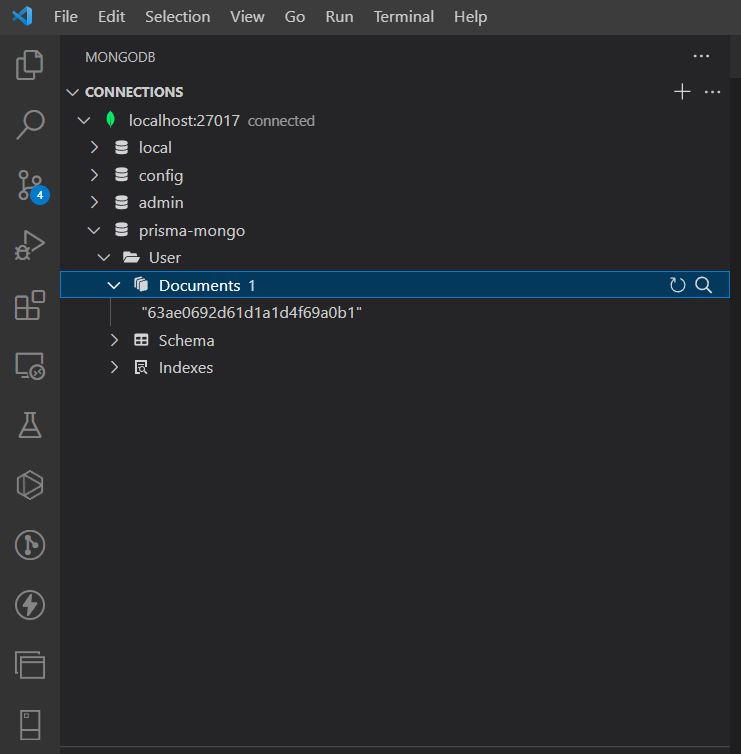 File Edit Selection View Go Run Terminal Help
MONGODB
CONNECTIONS
localhost:27017 connected
local
config
4
admin
prisma-mongo
User
Documents 1
"63ae0692d61d1a1d4f69a0b1"
Schema
Indexes